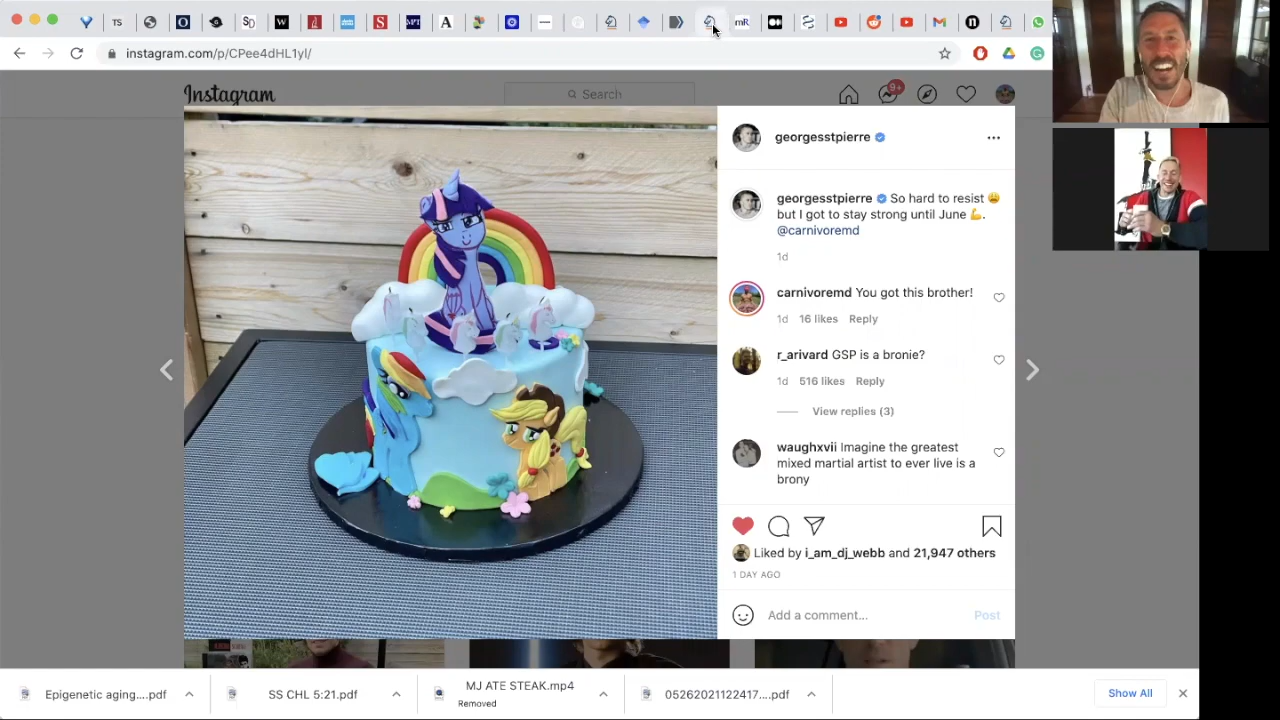 TS
O
SD
W
S
MPT
A
mR
n
instagram.com/p/CPee4dHL1yl/
Instagram
Search
9+
georgesstpierre
georgesstpierre So hard to resist 😩
but I got to stay strong until June 💪.
@carnivoremd
1d
carnivoremd You got this brother!
1d 16 likes Reply
r_arivard GSP is a bronie?
1d 516 likes Reply
View replies (3)
waughxvii Imagine the greatest
mixed martial artist to ever live is a
brony
Liked by i_am_dj_webb and 21,947 others
1 DAY AGO
Add a comment... Post
Epigenetic aging....pdf
SS CHL 5:21.pdf
MJ ATE STEAK.mp4
Removed
05262021122417....pdf
Show All